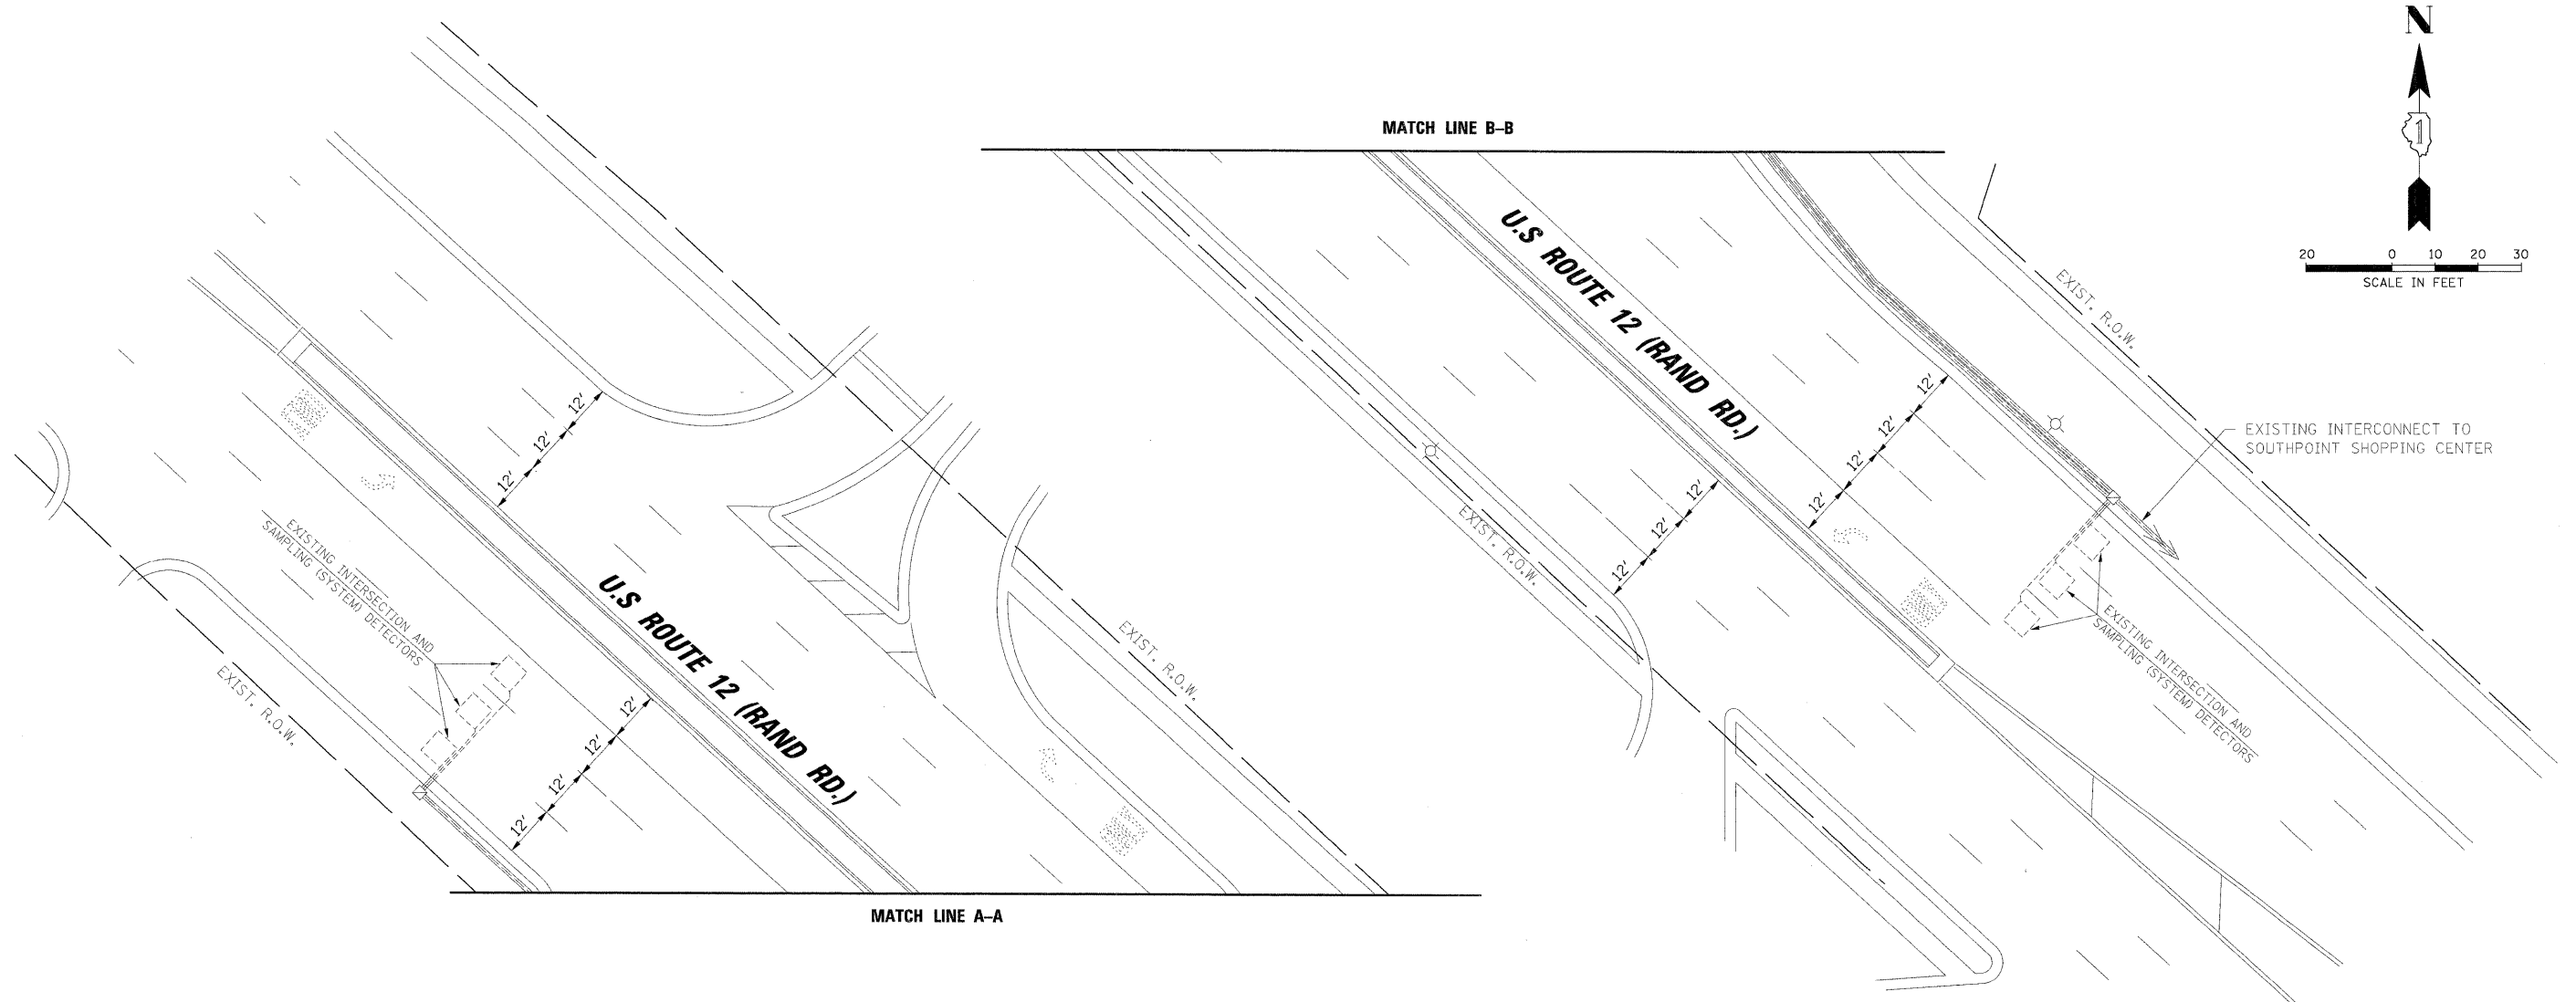 N
1
20 0 10 20 30
SCALE IN FEET
MATCH LINE B-B
U.S ROUTE 12 (RAND RD.)
EXIST. R.O.W.
EXIST. R.O.W.
12'
12'
12'
12'
12'
12'
12'
EXISTING INTERCONNECT TO
SOUTHPOINT SHOPPING CENTER
EXISTING INTERSECTION AND
SAMPLING (SYSTEM) DETECTORS
12'
12'
12'
EXISTING INTERSECTION AND
SAMPLING (SYSTEM) DETECTORS
U.S ROUTE 12 (RAND RD.)
EXIST. R.O.W.
EXIST. R.O.W.
12'
12'
12'
12'
MATCH LINE A-A